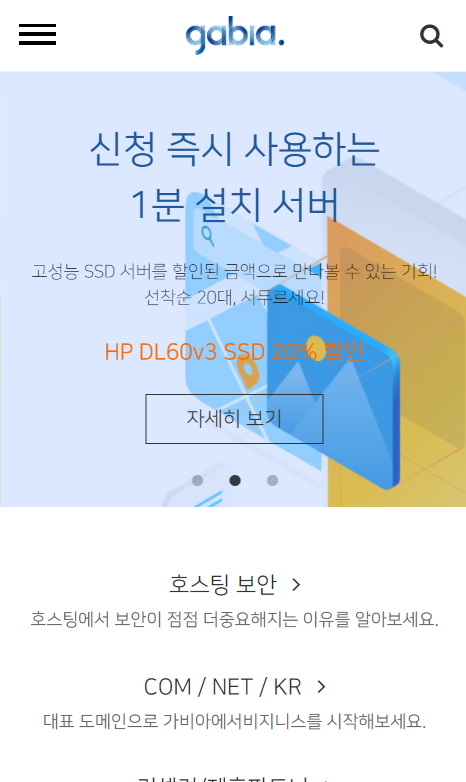 gabia.
신청 즉시 사용하는
1분 설치 서버
고성능 SSD 서버를 할인된 금액으로 만나볼 수 있는 기회!
선착순 20대, 서두르세요!
HP DL60v3 SSD 20% 할인
자세히 보기
호스팅 보안 >
호스팅에서 보안이 점점 더중요해지는 이유를 알아보세요.
COM / NET / KR >
대표 도메인으로 가비아에서비지니스를 시작해보세요.